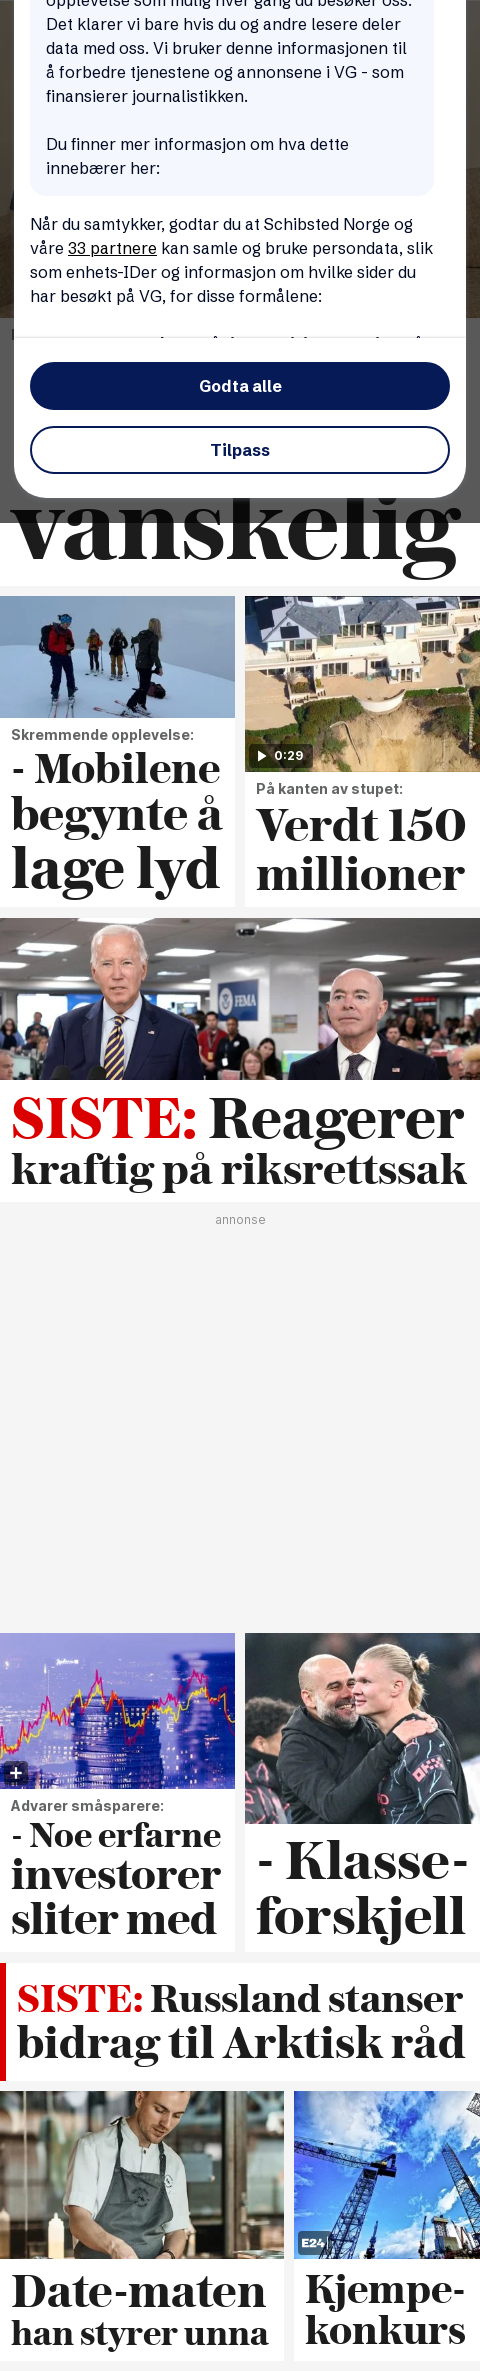 opplevelse som mulig hver gang du besøker oss.
Det klarer vi bare hvis du og andre lesere deler
data med oss. Vi bruker denne informasjonen til
å forbedre tjenestene og annonsene i VG - som
finansierer journalistikken.
Du finner mer informasjon om hva dette
innebærer her:
Når du samtykker, godtar du at Schibsted Norge og
våre 33 partnere kan samle og bruke persondata, slik
som enhets-IDer og informasjon om hvilke sider du
har besøkt på VG, for disse formålene:
Godta alle
Tilpass
vanskelig
Skremmende opplevelse:
- Mobilene
begynte å
lage lyd
0:29
På kanten av stupet:
Verdt 150
millioner
FEMA
SISTE: Reagerer
kraftig på riksrettssak
annonse
Advarer småsparere:
- Noe erfarne
investorer
sliter med
- Klasse-
forskjell
SISTE: Russland stanser
bidrag til Arktisk råd
Date-maten
han styrer unna
E24
Kjempe-
konkurs